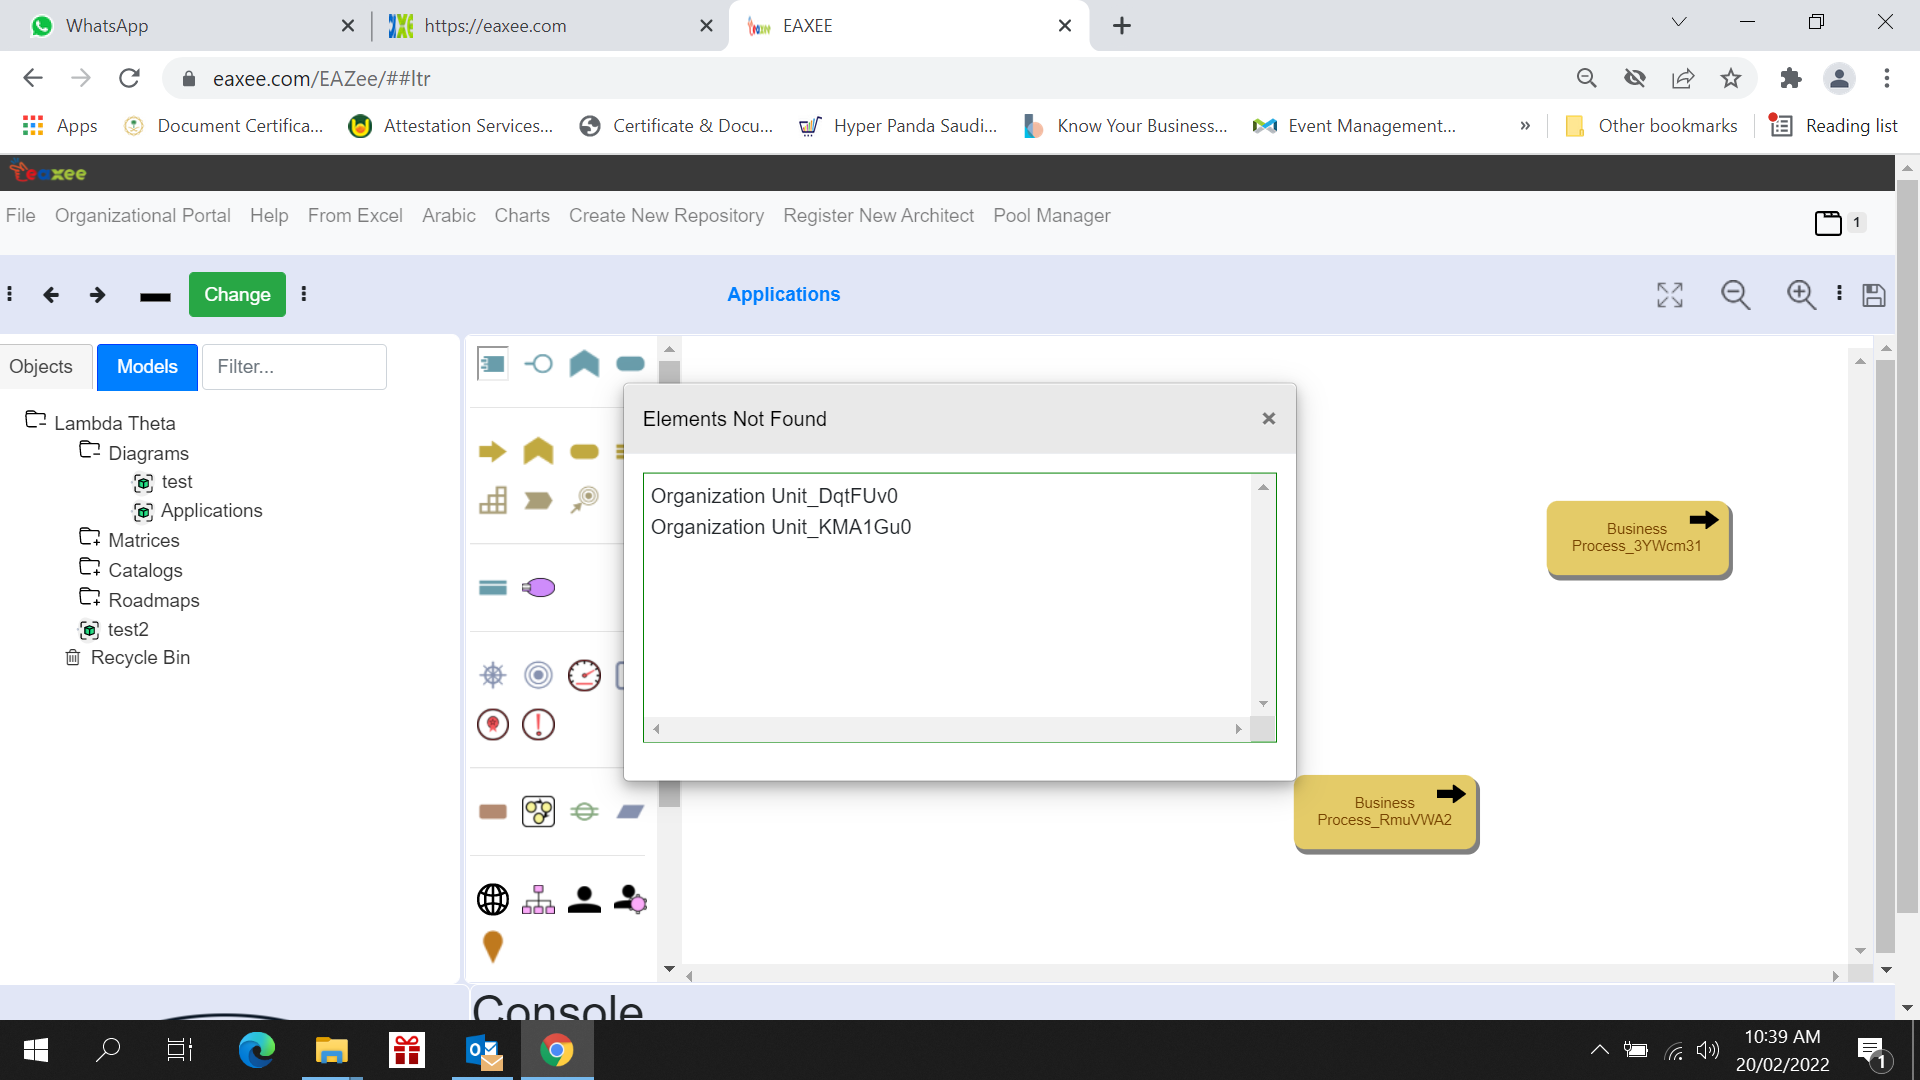 WhatsApp
https://eaxee.com
EAXEE
eaxee.com/EAZee/##ltr
Apps
Document Certifica...
Attestation Services...
Certificate & Docu...
Hyper Panda Saudi...
Know Your Business...
Event Management...
»
Other bookmarks
Reading list
eaxee
File
Organizational Portal
Help
From Excel
Arabic
Charts
Create New Repository
Register New Architect
Pool Manager
1
Change
Applications
Objects
Models
Filter...
Lambda Theta
Diagrams
test
Applications
Matrices
Catalogs
Roadmaps
test2
Recycle Bin
Elements Not Found
×
Organization Unit_DqtFUv0
Organization Unit_KMA1Gu0
Business
Process_3YWcm31
Business
Process_RmuVWA2
Console
10:39 AM
20/02/2022
1